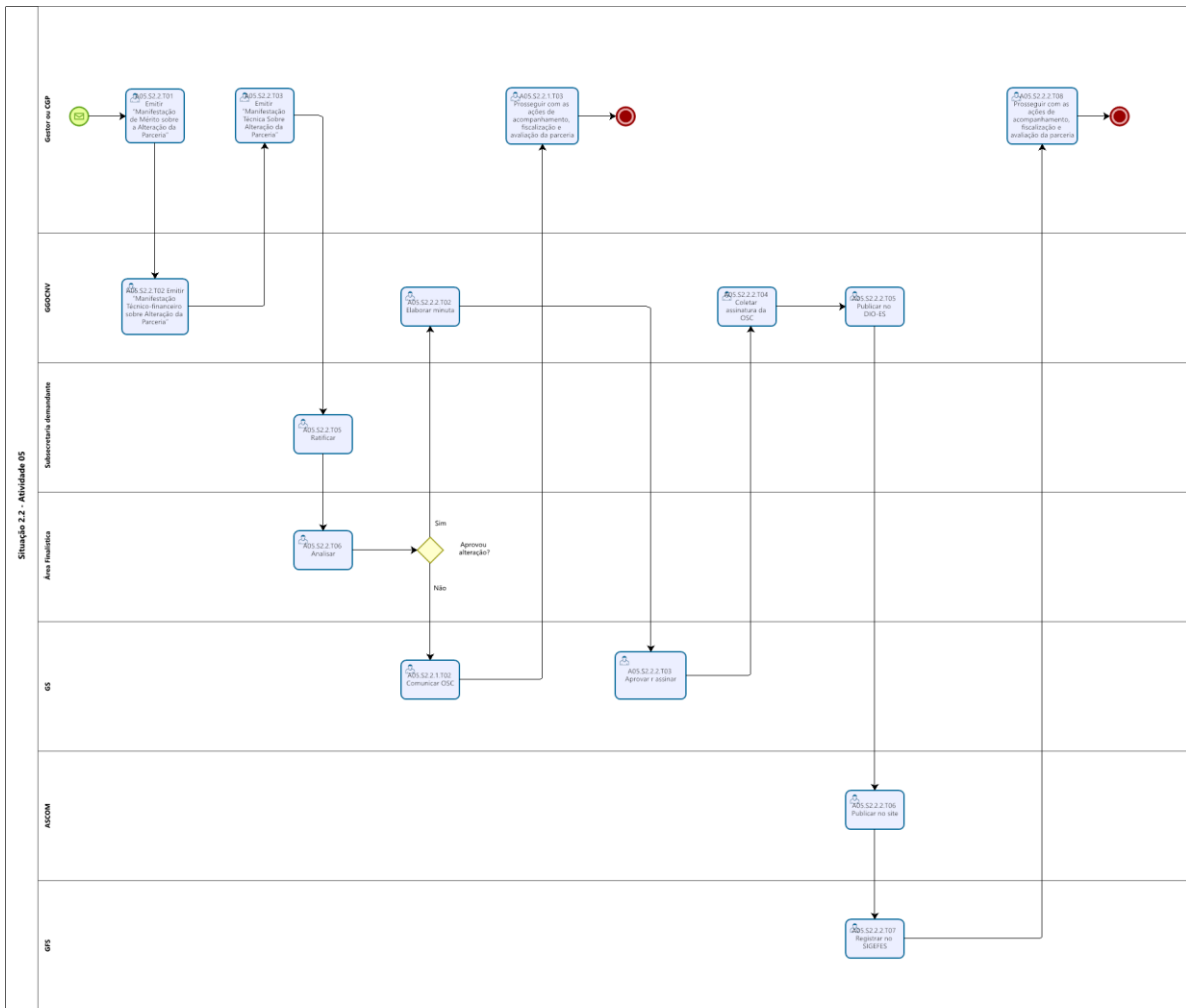 Situação 2.2 - Atividade 05
Gestor ou CGP
A05.S2.2.T01
Emitir
"Manifestação
de Mérito sobre
a Alteração da
Parceria"
A05.S2.2.T03
Emitir
"Manifestação
Técnica Sobre
Alteração da
Parceria"
A05.S2.2.1.T03
Prosseguir com as
ações de
acompanhamento,
fiscalização e
avaliação da parceria
A05.S2.2.2.T08
Prosseguir com as
ações de
acompanhamento,
fiscalização e
avaliação da parceria
GGOCNV
A05.S2.2.T02 Emitir
"Manifestação
Técnico-financeiro
sobre Alteração da
Parceria"
A05.S2.2.2.T02
Elaborar minuta
A05.S2.2.2.T04
Coletar
assinatura da
OSC
A05.S2.2.2.T05
Publicar no
DIO-ES
Subsecretaria demandante
A05.S2.2.T05
Ratificar
Área Finalística
A05.S2.2.T06
Analisar
Sim
Aprovou
alteração?
Não
GS
A05.S2.2.1.T02
Comunicar OSC
A05.S2.2.2.T03
Aprovar r assinar
ASCOM
A05.S2.2.2.T06
Publicar no site
GFS
A05.S2.2.2.T07
Registrar no
SIGEFES